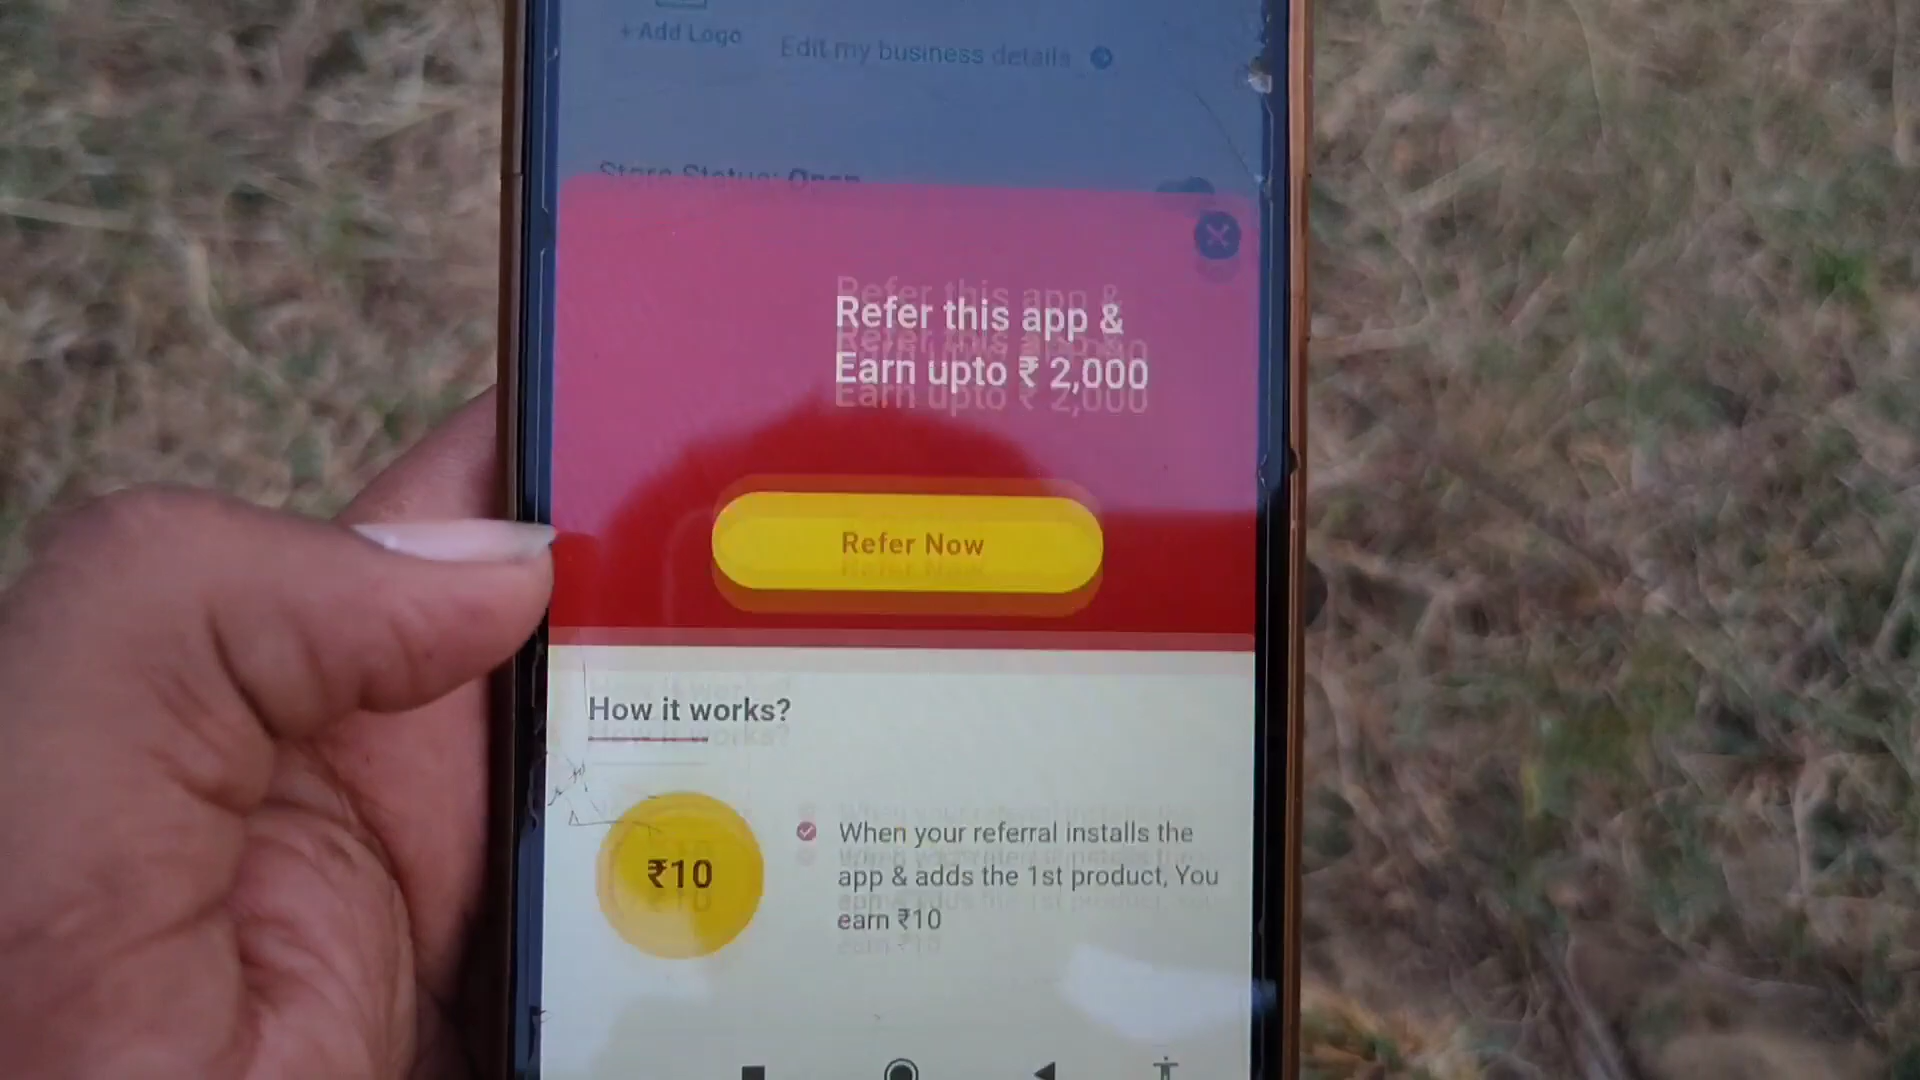 + Add Logo
Edit my business details
Store Status: Open
Refer this app &
Earn upto ₹ 2,000
Refer Now
How it works?
₹10
When your referral installs the
app & adds the 1st product, You
earn ₹10